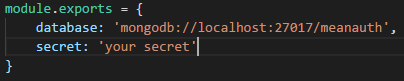 module.exports = {
    database: 'mongodb://localhost:27017/meanauth',
    secret: 'your secret'
}